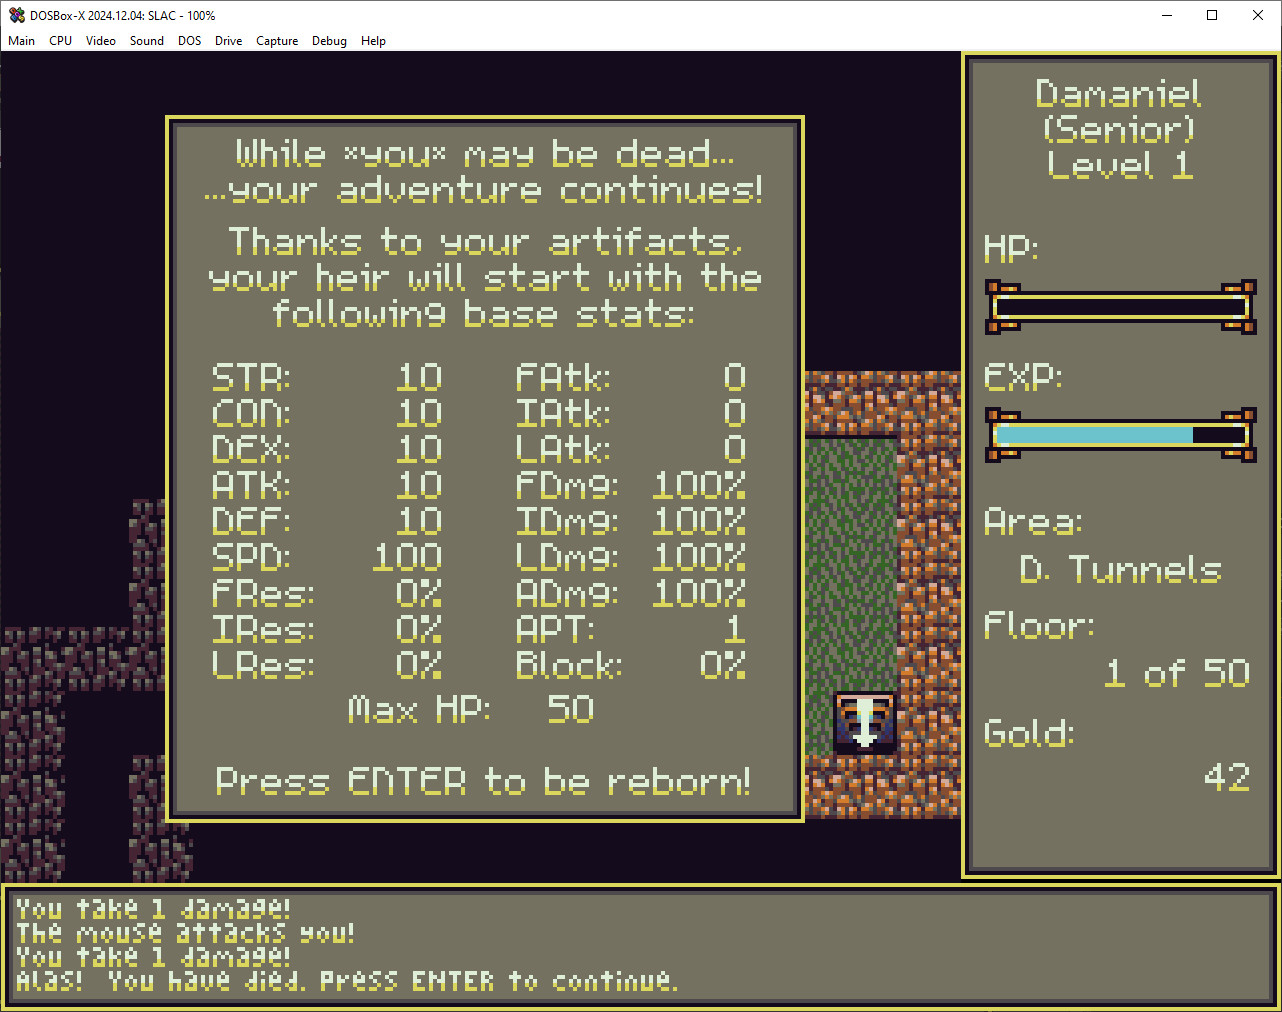 DOSBox-X 2024.12.04: SLAC - 100%
Main CPU Video Sound DOS Drive Capture Debug Help
While *you* may be dead...
...your adventure continues!
Thanks to your artifacts,
your heir will start with the
following base stats:
STR: 10 FAtk: 0
CON: 10 IAtk: 0
DEX: 10 LAtk: 0
ATK: 10 FDmg: 100%
DEF: 10 IDmg: 100%
SPD: 100 LDmg: 100%
FRes: 0% ADmg: 100%
IRes: 0% APT: 1
LRes: 0% Block: 0%
Max HP: 50
Press ENTER to be reborn!
Damaniel
(Senior)
Level 1
HP:
EXP:
Area:
D. Tunnels
Floor:
1 of 50
Gold:
42
You take 1 damage!
The mouse attacks you!
You take 1 damage!
Alas! You have died. Press ENTER to continue.